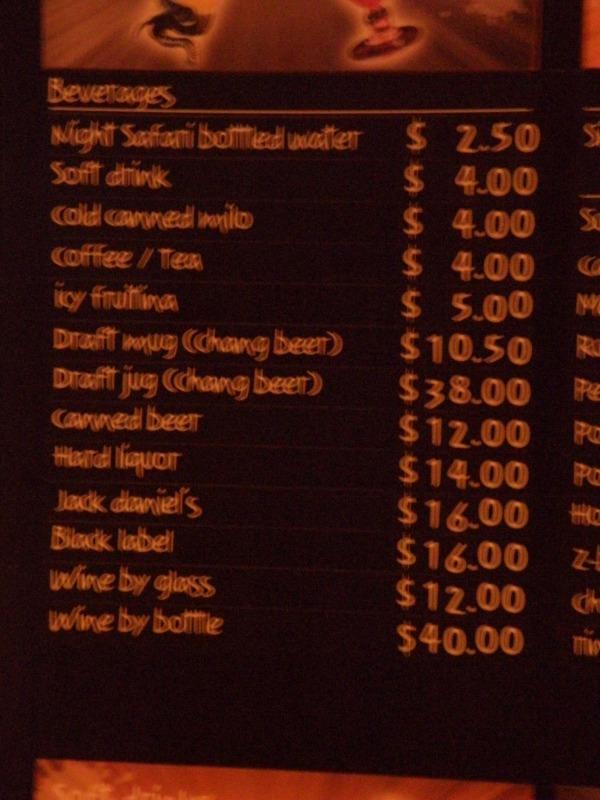 Beverages
Night Safari bottled water $ 2.50
Soft drink $ 4.00
Cold canned milo $ 4.00
Coffee / Tea $ 4.00
Icy fruitina $ 5.00
Draft mug (chang beer) $10.50
Draft jug (chang beer) $38.00
Canned beer $12.00
Hard liquor $14.00
Jack daniel's $16.00
Black label $16.00
Wine by glass $12.00
Wine by bottle $40.00
Soft drinks